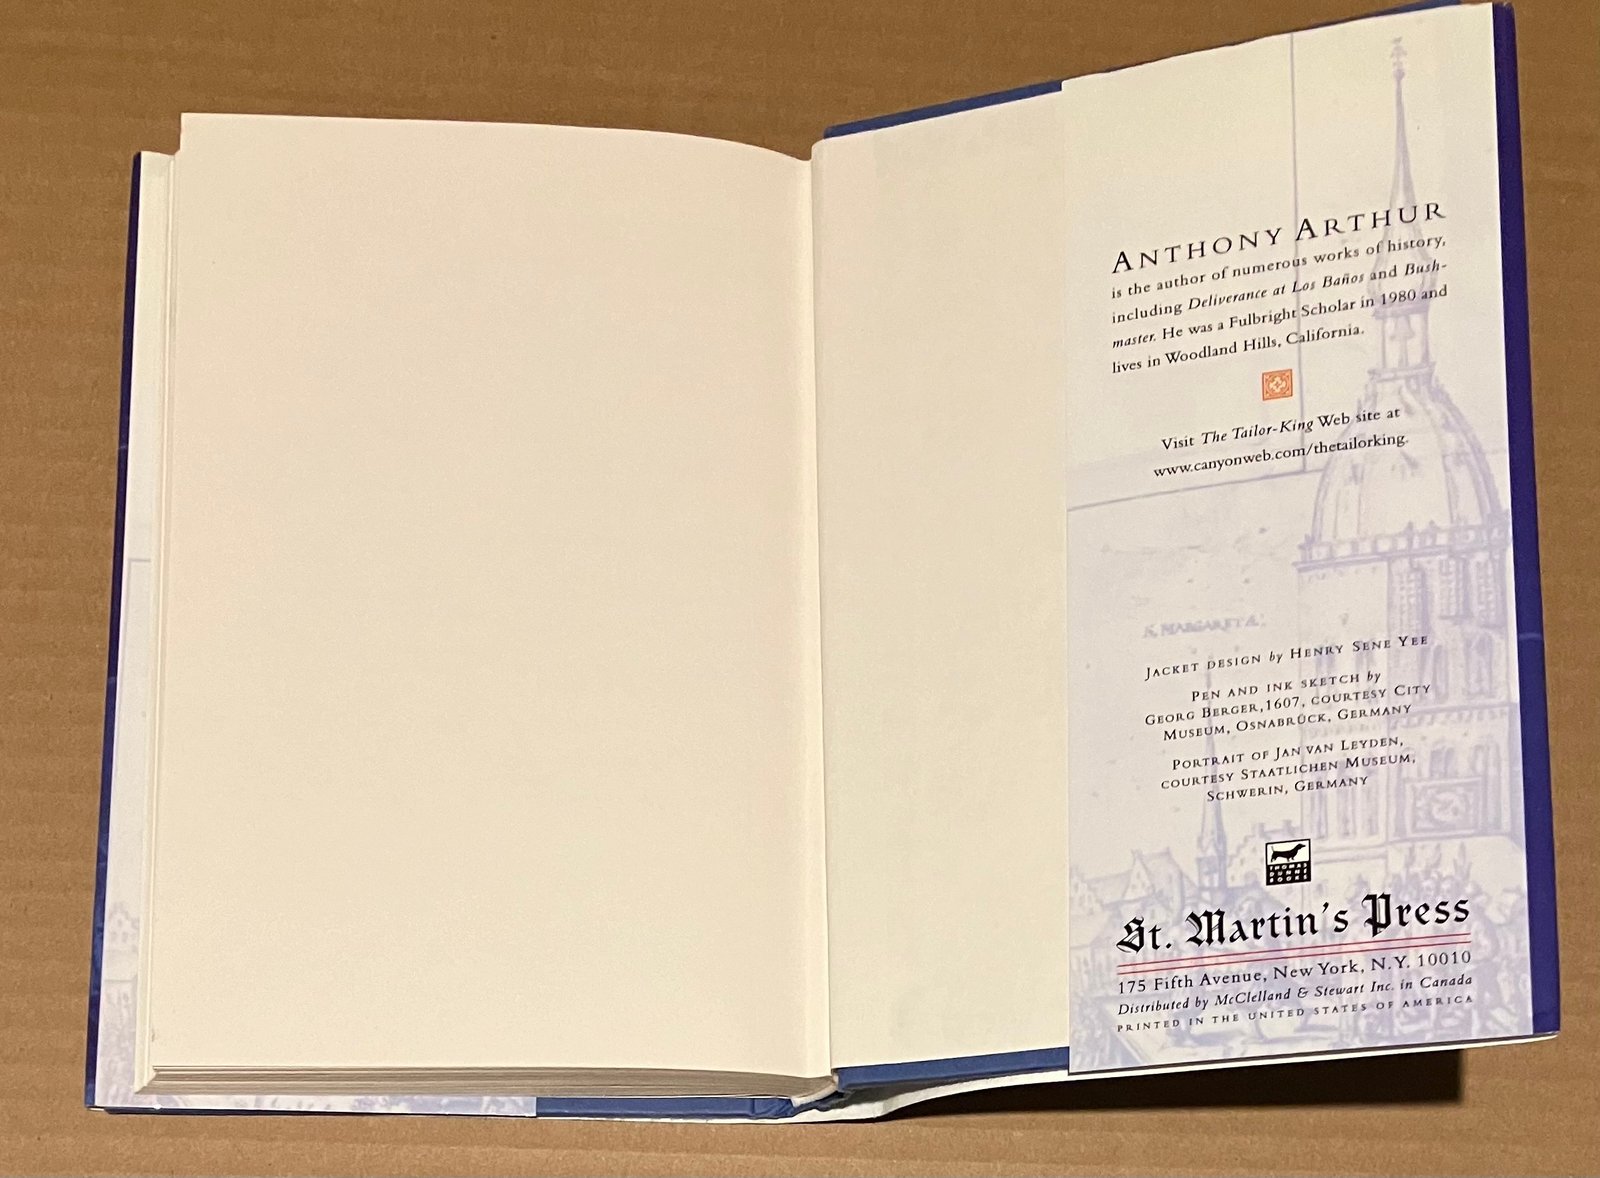 ANTHONY ARTHUR
is the author of numerous works of history,
including Deliverance at Los Baños and Bush-
master. He was a Fulbright Scholar in 1980 and
lives in Woodland Hills, California.
Visit The Tailor-King Web site at
www.canyonweb.com/thetailorking.
K. MARGARETÆ.
JACKET DESIGN by HENRY SENE YEE
PEN AND INK SKETCH by
GEORG BERGER,1607, COURTESY CITY
MUSEUM, OSNABRÜCK, GERMANY
PORTRAIT OF JAN VAN LEYDEN,
COURTESY STAATLICHEN MUSEUM,
SCHWERIN, GERMANY
THOMAS
DUNNE
BOOKS
St. Martin's Press
175 Fifth Avenue, New York, N.Y. 10010
Distributed by McClelland & Stewart Inc. in Canada
PRINTED IN THE UNITED STATES OF AMERICA